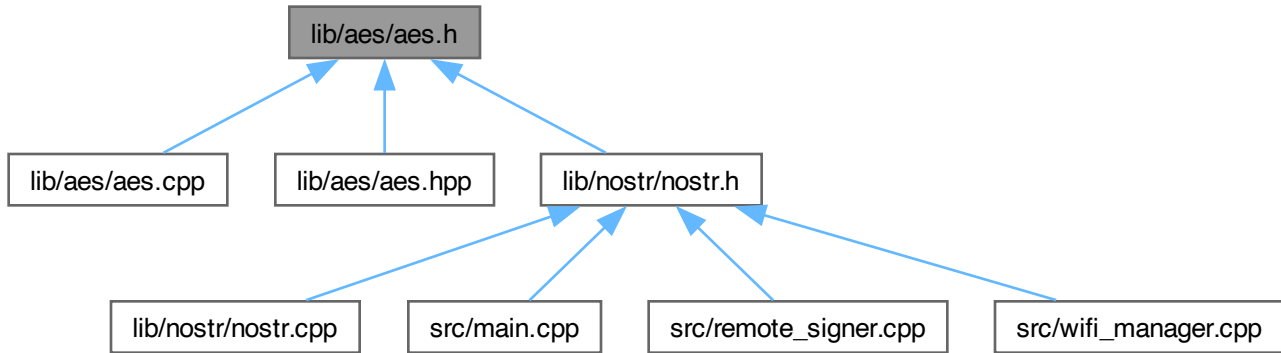 lib/aes/aes.h
lib/aes/aes.cpp
lib/aes/aes.hpp
lib/nostr/nostr.h
lib/nostr/nostr.cpp
src/main.cpp
src/remote_signer.cpp
src/wifi_manager.cpp